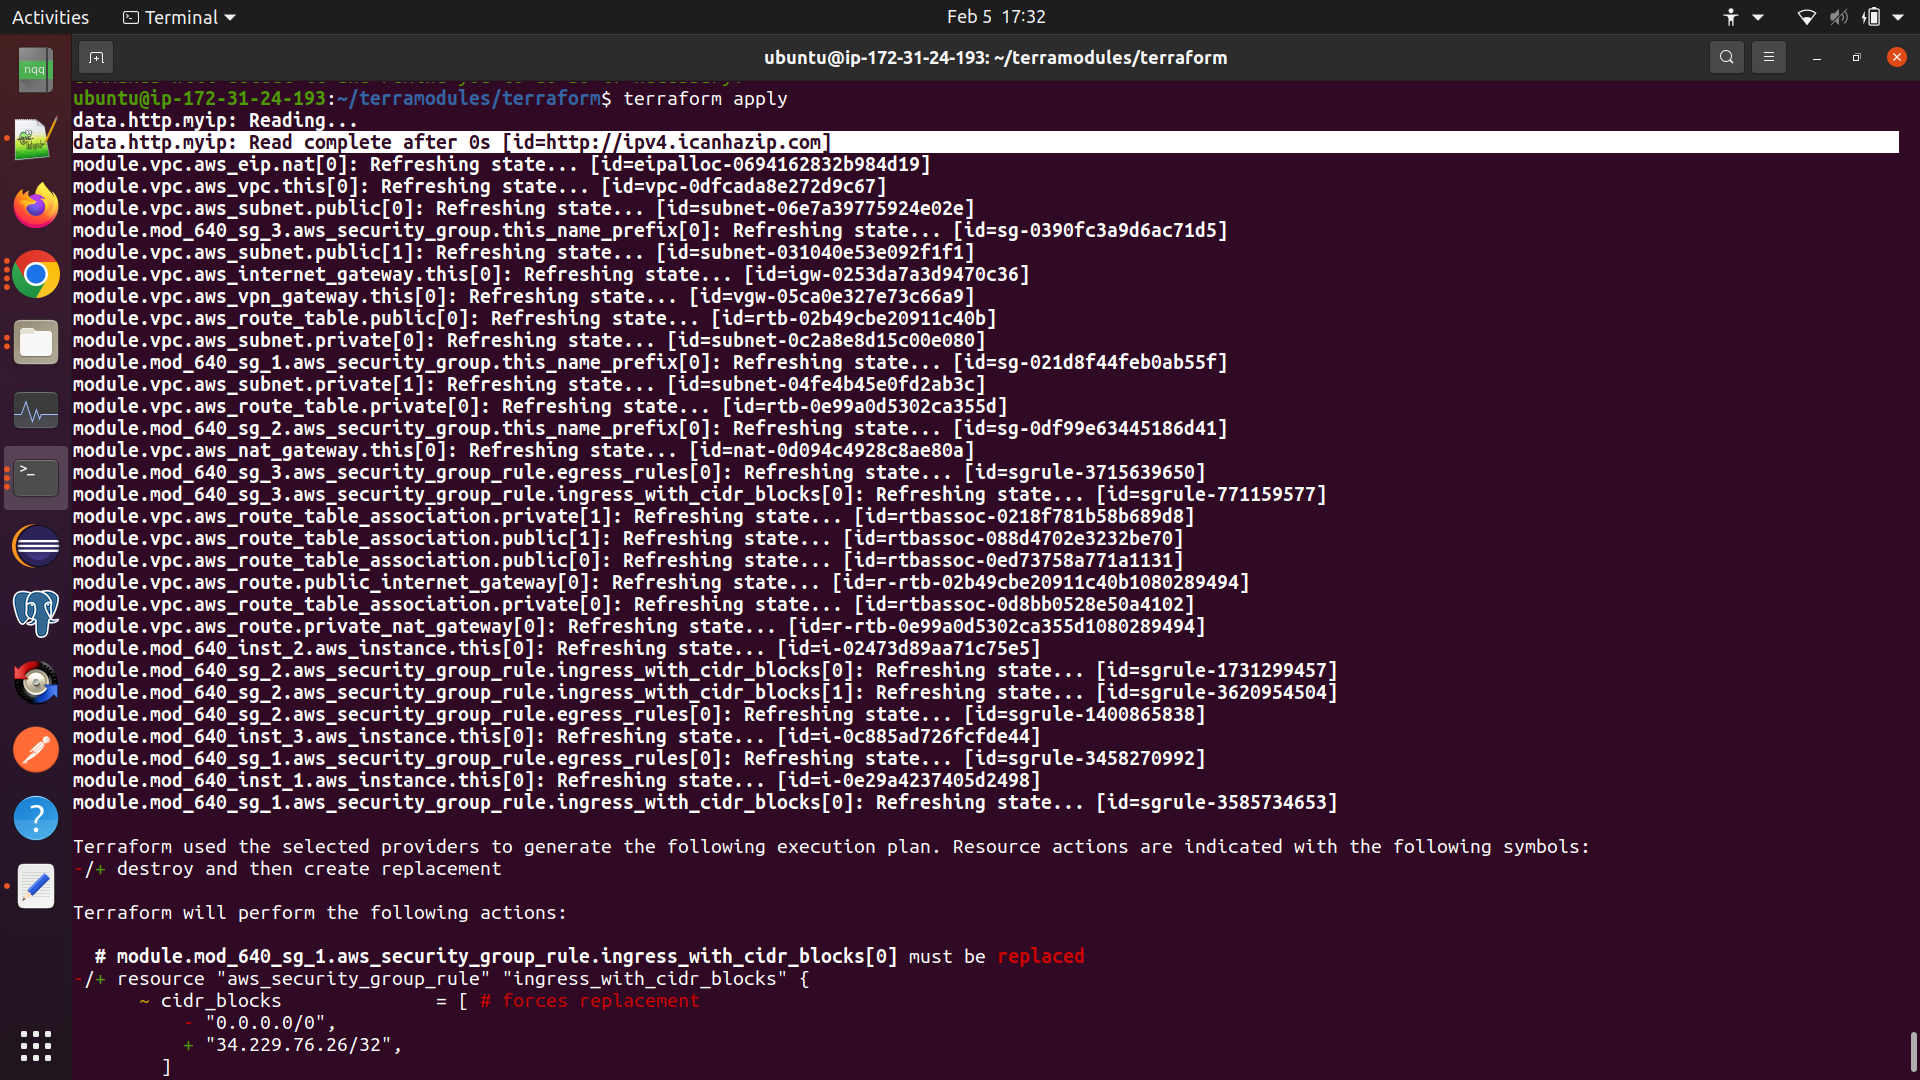 Activities
Terminal
Feb 5 17:32
ubuntu@ip-172-31-24-193: ~/terramodules/terraform
nqq
ubuntu@ip-172-31-24-193:~/terramodules/terraform$ terraform apply
data.http.myip: Reading...
data.http.myip: Read complete after 0s [id=http://ipv4.icanhazip.com]
module.vpc.aws_eip.nat[0]: Refreshing state... [id=eipalloc-0694162832b984d19]
module.vpc.aws_vpc.this[0]: Refreshing state... [id=vpc-0dfcada8e272d9c67]
module.vpc.aws_subnet.public[0]: Refreshing state... [id=subnet-06e7a39775924e02e]
module.mod_640_sg_3.aws_security_group.this_name_prefix[0]: Refreshing state... [id=sg-0390fc3a9d6ac71d5]
module.vpc.aws_subnet.public[1]: Refreshing state... [id=subnet-031040e53e092f1f1]
module.vpc.aws_internet_gateway.this[0]: Refreshing state... [id=igw-0253da7a3d9470c36]
module.vpc.aws_vpn_gateway.this[0]: Refreshing state... [id=vgw-05ca0e327e73c66a9]
module.vpc.aws_route_table.public[0]: Refreshing state... [id=rtb-02b49cbe20911c40b]
module.vpc.aws_subnet.private[0]: Refreshing state... [id=subnet-0c2a8e8d15c00e080]
module.mod_640_sg_1.aws_security_group.this_name_prefix[0]: Refreshing state... [id=sg-021d8f44feb0ab55f]
module.vpc.aws_subnet.private[1]: Refreshing state... [id=subnet-04fe4b45e0fd2ab3c]
module.vpc.aws_route_table.private[0]: Refreshing state... [id=rtb-0e99a0d5302ca355d]
module.mod_640_sg_2.aws_security_group.this_name_prefix[0]: Refreshing state... [id=sg-0df99e63445186d41]
module.vpc.aws_nat_gateway.this[0]: Refreshing state... [id=nat-0d094c4928c8ae80a]
module.mod_640_sg_3.aws_security_group_rule.egress_rules[0]: Refreshing state... [id=sgrule-3715639650]
module.mod_640_sg_3.aws_security_group_rule.ingress_with_cidr_blocks[0]: Refreshing state... [id=sgrule-771159577]
module.vpc.aws_route_table_association.private[1]: Refreshing state... [id=rtbassoc-0218f781b58b689d8]
module.vpc.aws_route_table_association.public[1]: Refreshing state... [id=rtbassoc-088d4702e3232be70]
module.vpc.aws_route_table_association.public[0]: Refreshing state... [id=rtbassoc-0ed73758a771a1131]
module.vpc.aws_route.public_internet_gateway[0]: Refreshing state... [id=r-rtb-02b49cbe20911c40b1080289494]
module.vpc.aws_route_table_association.private[0]: Refreshing state... [id=rtbassoc-0d8bb0528e50a4102]
module.vpc.aws_route.private_nat_gateway[0]: Refreshing state... [id=r-rtb-0e99a0d5302ca355d1080289494]
module.mod_640_inst_2.aws_instance.this[0]: Refreshing state... [id=i-02473d89aa71c75e5]
module.mod_640_sg_2.aws_security_group_rule.ingress_with_cidr_blocks[0]: Refreshing state... [id=sgrule-1731299457]
module.mod_640_sg_2.aws_security_group_rule.ingress_with_cidr_blocks[1]: Refreshing state... [id=sgrule-3620954504]
module.mod_640_sg_2.aws_security_group_rule.egress_rules[0]: Refreshing state... [id=sgrule-1400865838]
module.mod_640_inst_3.aws_instance.this[0]: Refreshing state... [id=i-0c885ad726fcfde44]
module.mod_640_sg_1.aws_security_group_rule.egress_rules[0]: Refreshing state... [id=sgrule-3458270992]
module.mod_640_inst_1.aws_instance.this[0]: Refreshing state... [id=i-0e29a4237405d2498]
module.mod_640_sg_1.aws_security_group_rule.ingress_with_cidr_blocks[0]: Refreshing state... [id=sgrule-3585734653]
Terraform used the selected providers to generate the following execution plan. Resource actions are indicated with the following symbols:
-/+ destroy and then create replacement
Terraform will perform the following actions:
# module.mod_640_sg_1.aws_security_group_rule.ingress_with_cidr_blocks[0] must be replaced
-/+ resource "aws_security_group_rule" "ingress_with_cidr_blocks" {
~ cidr_blocks = [ # forces replacement
- "0.0.0.0/0",
+ "34.229.76.26/32",
]